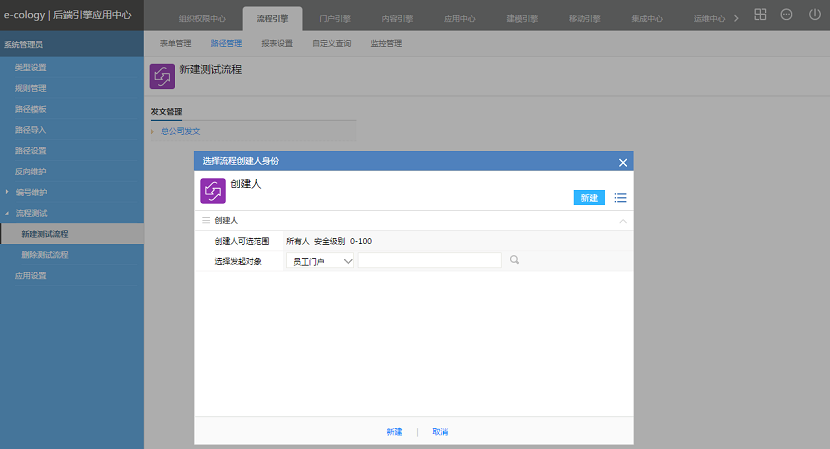 e-cology | 后端引擎应用中心
组织权限中心 流程引擎 门户引擎 内容引擎 应用中心 建模引擎 移动引擎 集成中心 运维中心
系统管理员
表单管理 路径管理 报表设置 自定义查询 监控管理
类型设置
规则管理
路径模板
路径导入
路径设置
反向维护
编号维护
流程测试
新建测试流程
删除测试流程
应用设置
新建测试流程
发文管理
总公司发文
选择流程创建人身份
创建人
新建
创建人
创建人可选范围 所有人 安全级别 0-100
选择发起对象 员工门户
新建 | 取消